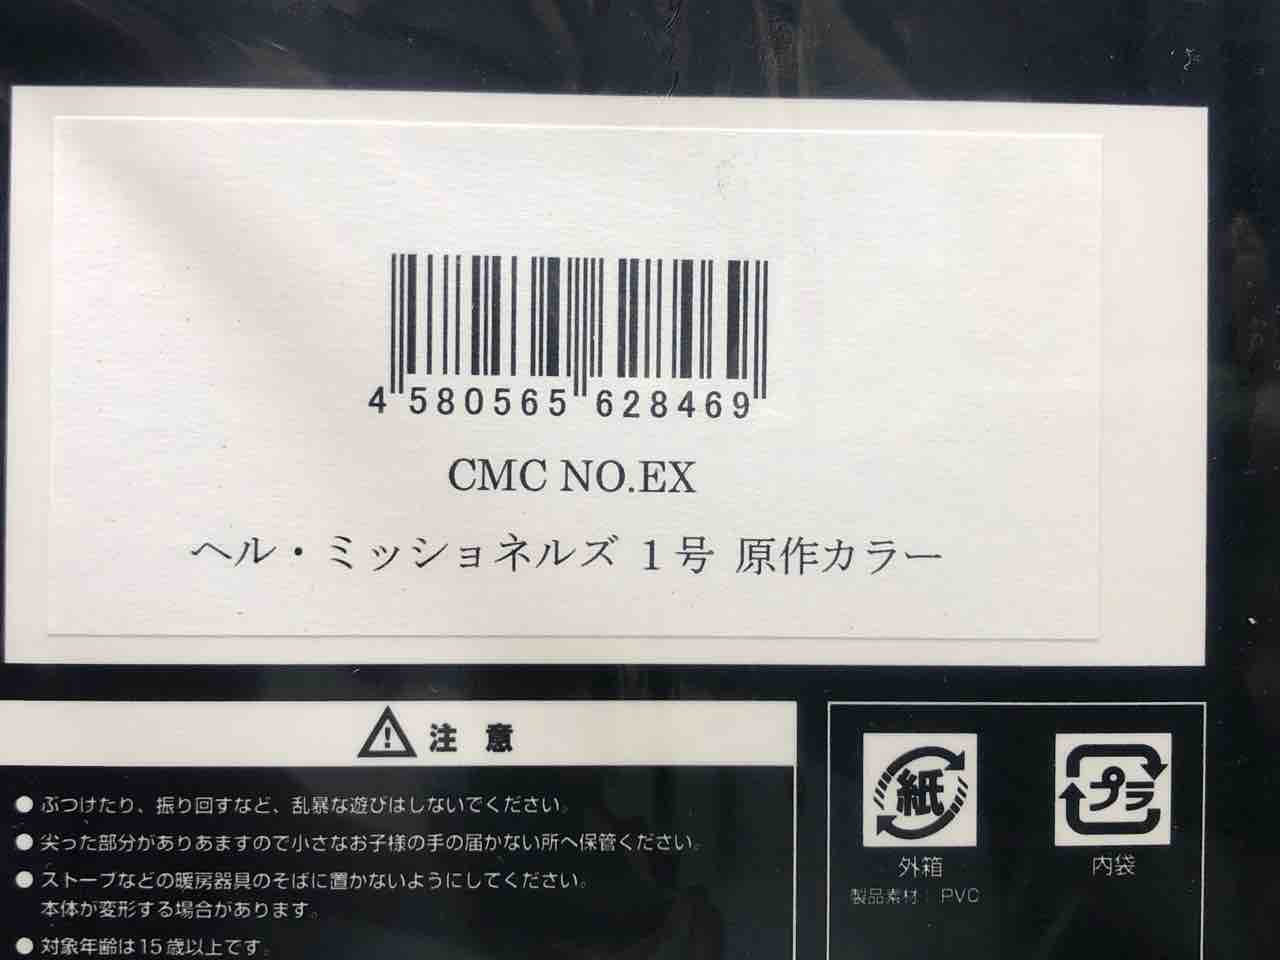 4 580565 628469
CMC NO.EX
ヘル・ミッショネルズ 1号 原作カラー
注 意
● ぶつけたり、振り回すなど、乱暴な遊びはしないでください。
● 尖った部分がありあますので小さなお子様の手の届かない所へ保管ください。
● ストーブなどの暖房器具のそばに置かないようにしてください。
本体が変形する場合があります。
● 対象年齢は15歳以上です。
紙
外箱
プラ
内袋
製品素材：PVC